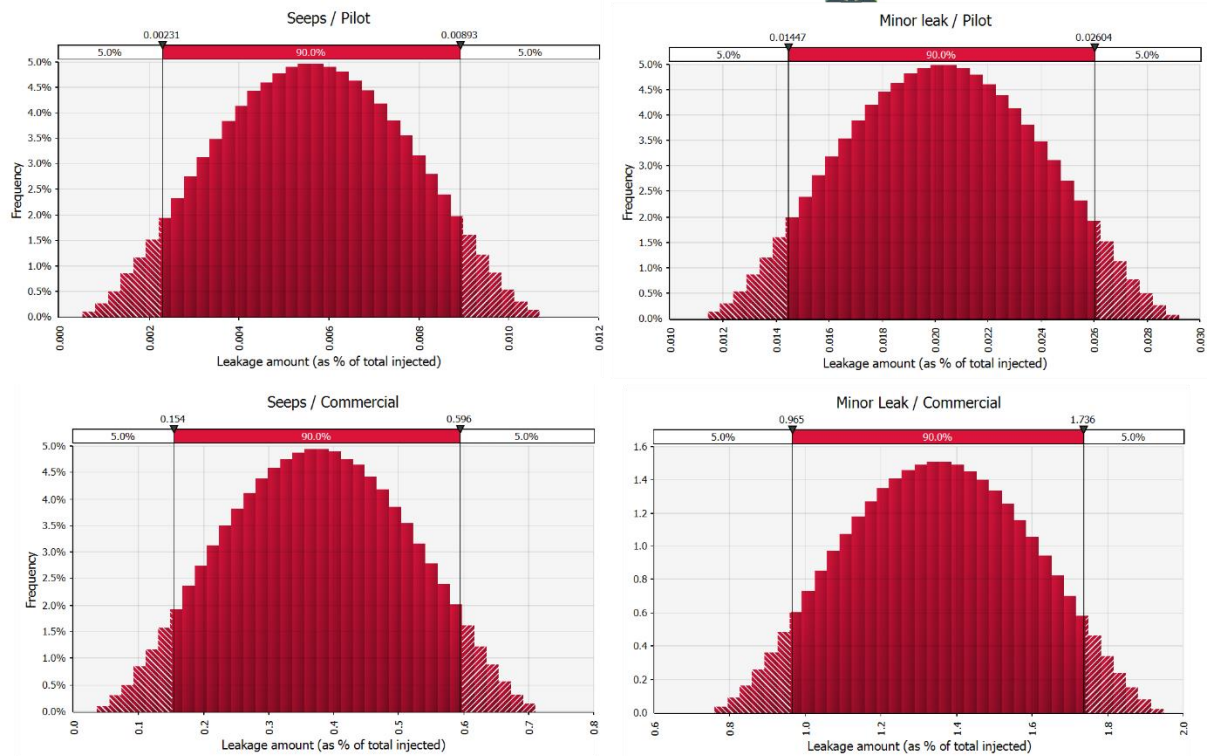 Seeps / Pilot
0.00231 0.00893
5.0% 90.0% 5.0%
5.0%
4.5%
4.0%
3.5%
3.0%
2.5%
2.0%
1.5%
1.0%
0.5%
0.0%
Frequency
0.000 0.002 0.004 0.006 0.008 0.010 0.012
Leakage amount (as % of total injected)
Minor leak / Pilot
0.01447 0.02604
5.0% 90.0% 5.0%
5.0%
4.5%
4.0%
3.5%
3.0%
2.5%
2.0%
1.5%
1.0%
0.5%
0.0%
0.010 0.012 0.014 0.016 0.018 0.020 0.022 0.024 0.026 0.028 0.030
Leakage amount (as % of total injected)
Seeps / Commercial
0.154 0.596
5.0% 90.0% 5.0%
5.0%
4.5%
4.0%
3.5%
3.0%
2.5%
2.0%
1.5%
1.0%
0.5%
0.0%
Frequency
0.0 0.1 0.2 0.3 0.4 0.5 0.6 0.7 0.8
Leakage amount (as % of total injected)
Minor Leak / Commercial
0.965 1.736
5.0% 90.0% 5.0%
1.6
1.4
1.2
1.0
0.8
0.6
0.4
0.2
0.0
0.6 0.8 1.0 1.2 1.4 1.6 1.8 2.0
Leakage amount (as % of total injected)